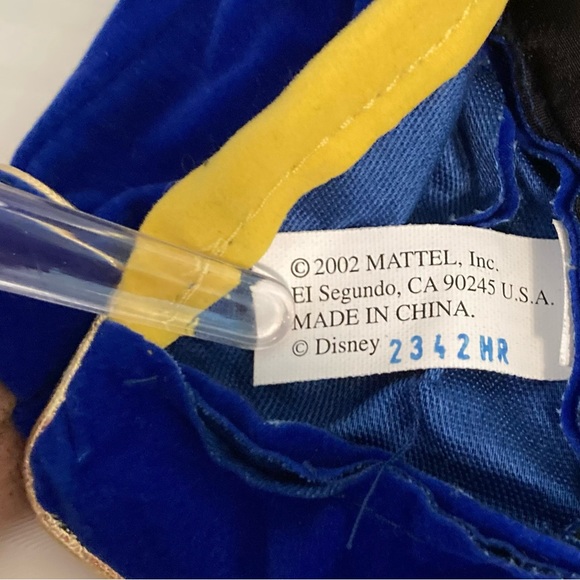 © 2002 MATTEL, Inc.
El Segundo, CA 90245 U.S.A.
MADE IN CHINA.
© Disney 2342HR